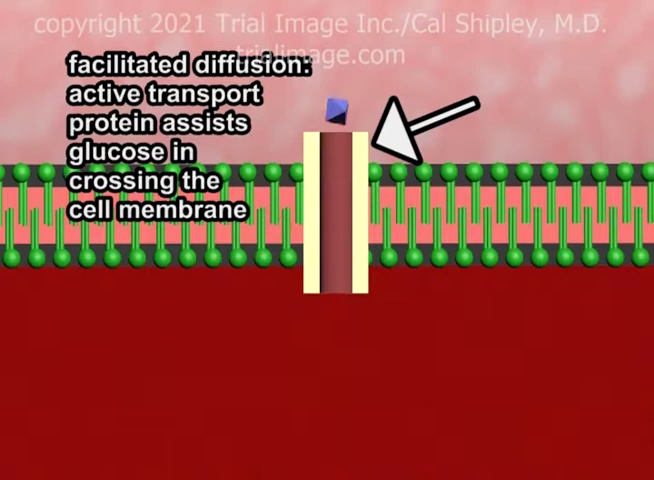 copyright 2021 Trial Image Inc./Cal Shipley, M.D.
trialimage.com
facilitated diffusion:
active transport
protein assists
glucose in
crossing the
cell membrane